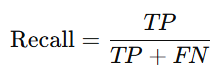 Recall = TP / (TP + FN)